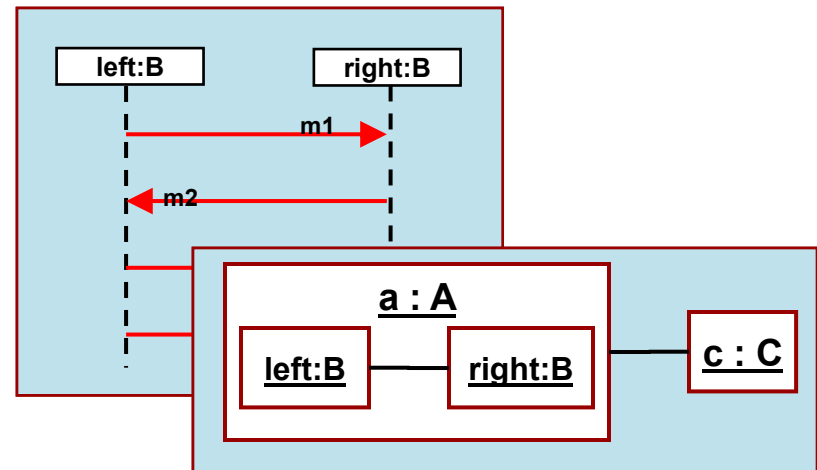 left:B
right:B
m1
m2
a : A
left:B
right:B
c : C